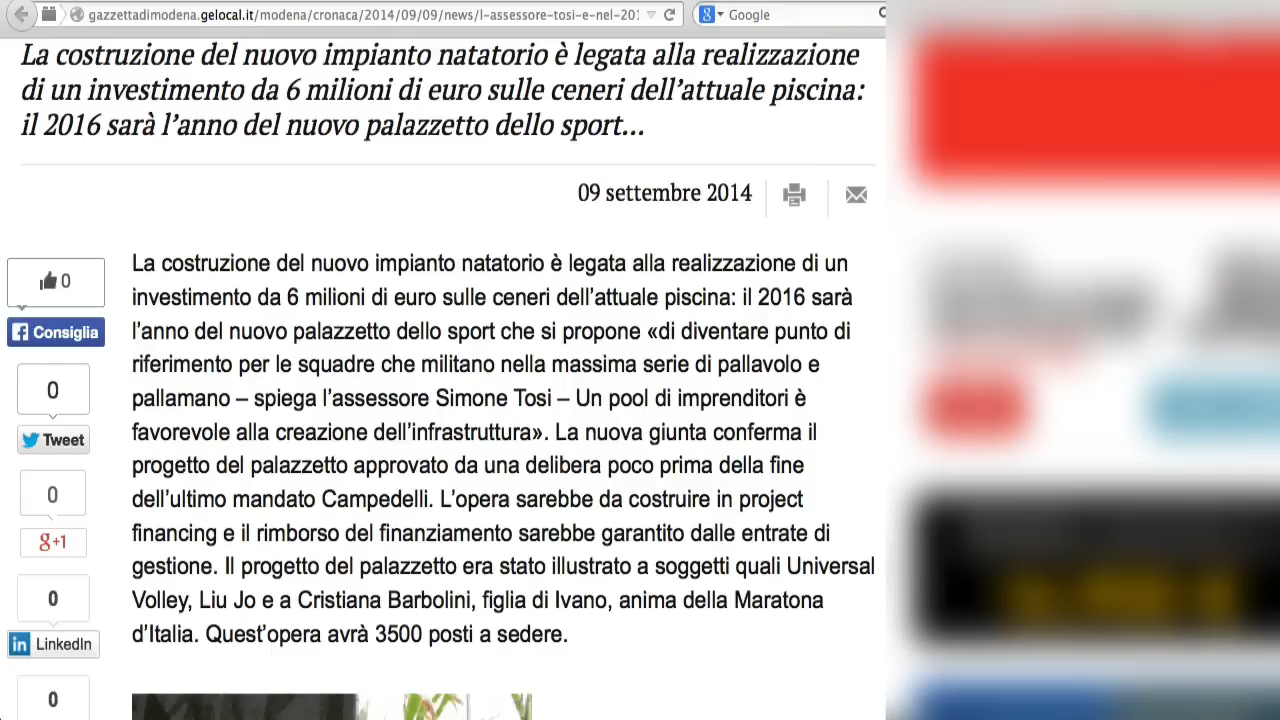 gazzettadimodena.gelocal.it/modena/cronaca/2014/09/09/news/l-assessore-tosi-e-nel-201
Google
La costruzione del nuovo impianto natatorio è legata alla realizzazione
di un investimento da 6 milioni di euro sulle ceneri dell’attuale piscina:
il 2016 sarà l’anno del nuovo palazzetto dello sport...
09 settembre 2014
0
Consiglia
0
Tweet
0
g+1
0
LinkedIn
0
La costruzione del nuovo impianto natatorio è legata alla realizzazione di un
investimento da 6 milioni di euro sulle ceneri dell’attuale piscina: il 2016 sarà
l’anno del nuovo palazzetto dello sport che si propone «di diventare punto di
riferimento per le squadre che militano nella massima serie di pallavolo e
pallamano – spiega l’assessore Simone Tosi – Un pool di imprenditori è
favorevole alla creazione dell’infrastruttura». La nuova giunta conferma il
progetto del palazzetto approvato da una delibera poco prima della fine
dell’ultimo mandato Campedelli. L’opera sarebbe da costruire in project
financing e il rimborso del finanziamento sarebbe garantito dalle entrate di
gestione. Il progetto del palazzetto era stato illustrato a soggetti quali Universal
Volley, Liu Jo e a Cristiana Barbolini, figlia di Ivano, anima della Maratona
d’Italia. Quest’opera avrà 3500 posti a sedere.